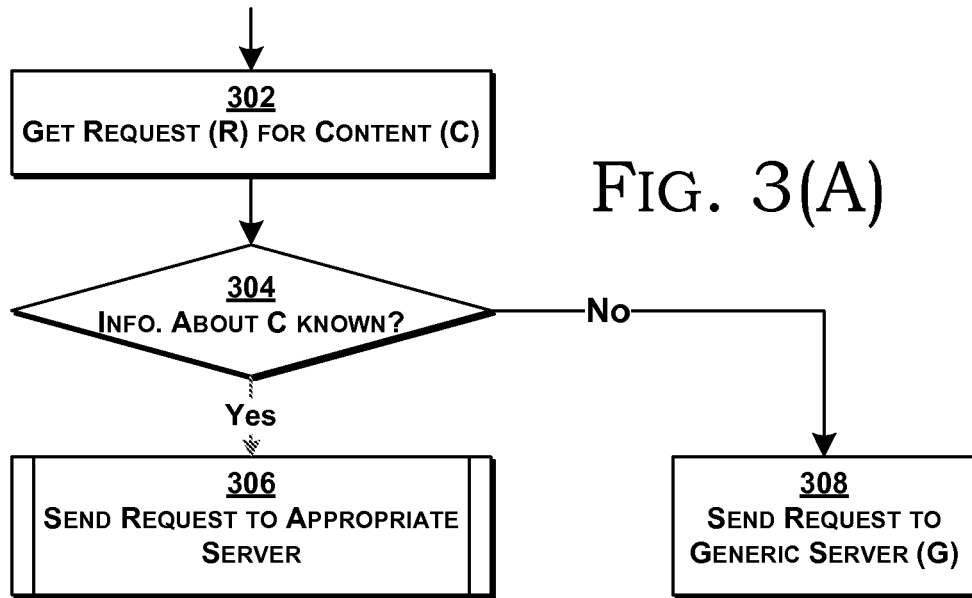 302
GET REQUEST (R) FOR CONTENT (C)
FIG. 3(A)
304
INFO. ABOUT C KNOWN?
No
Yes
306
SEND REQUEST TO APPROPRIATE
SERVER
308
SEND REQUEST TO
GENERIC SERVER (G)